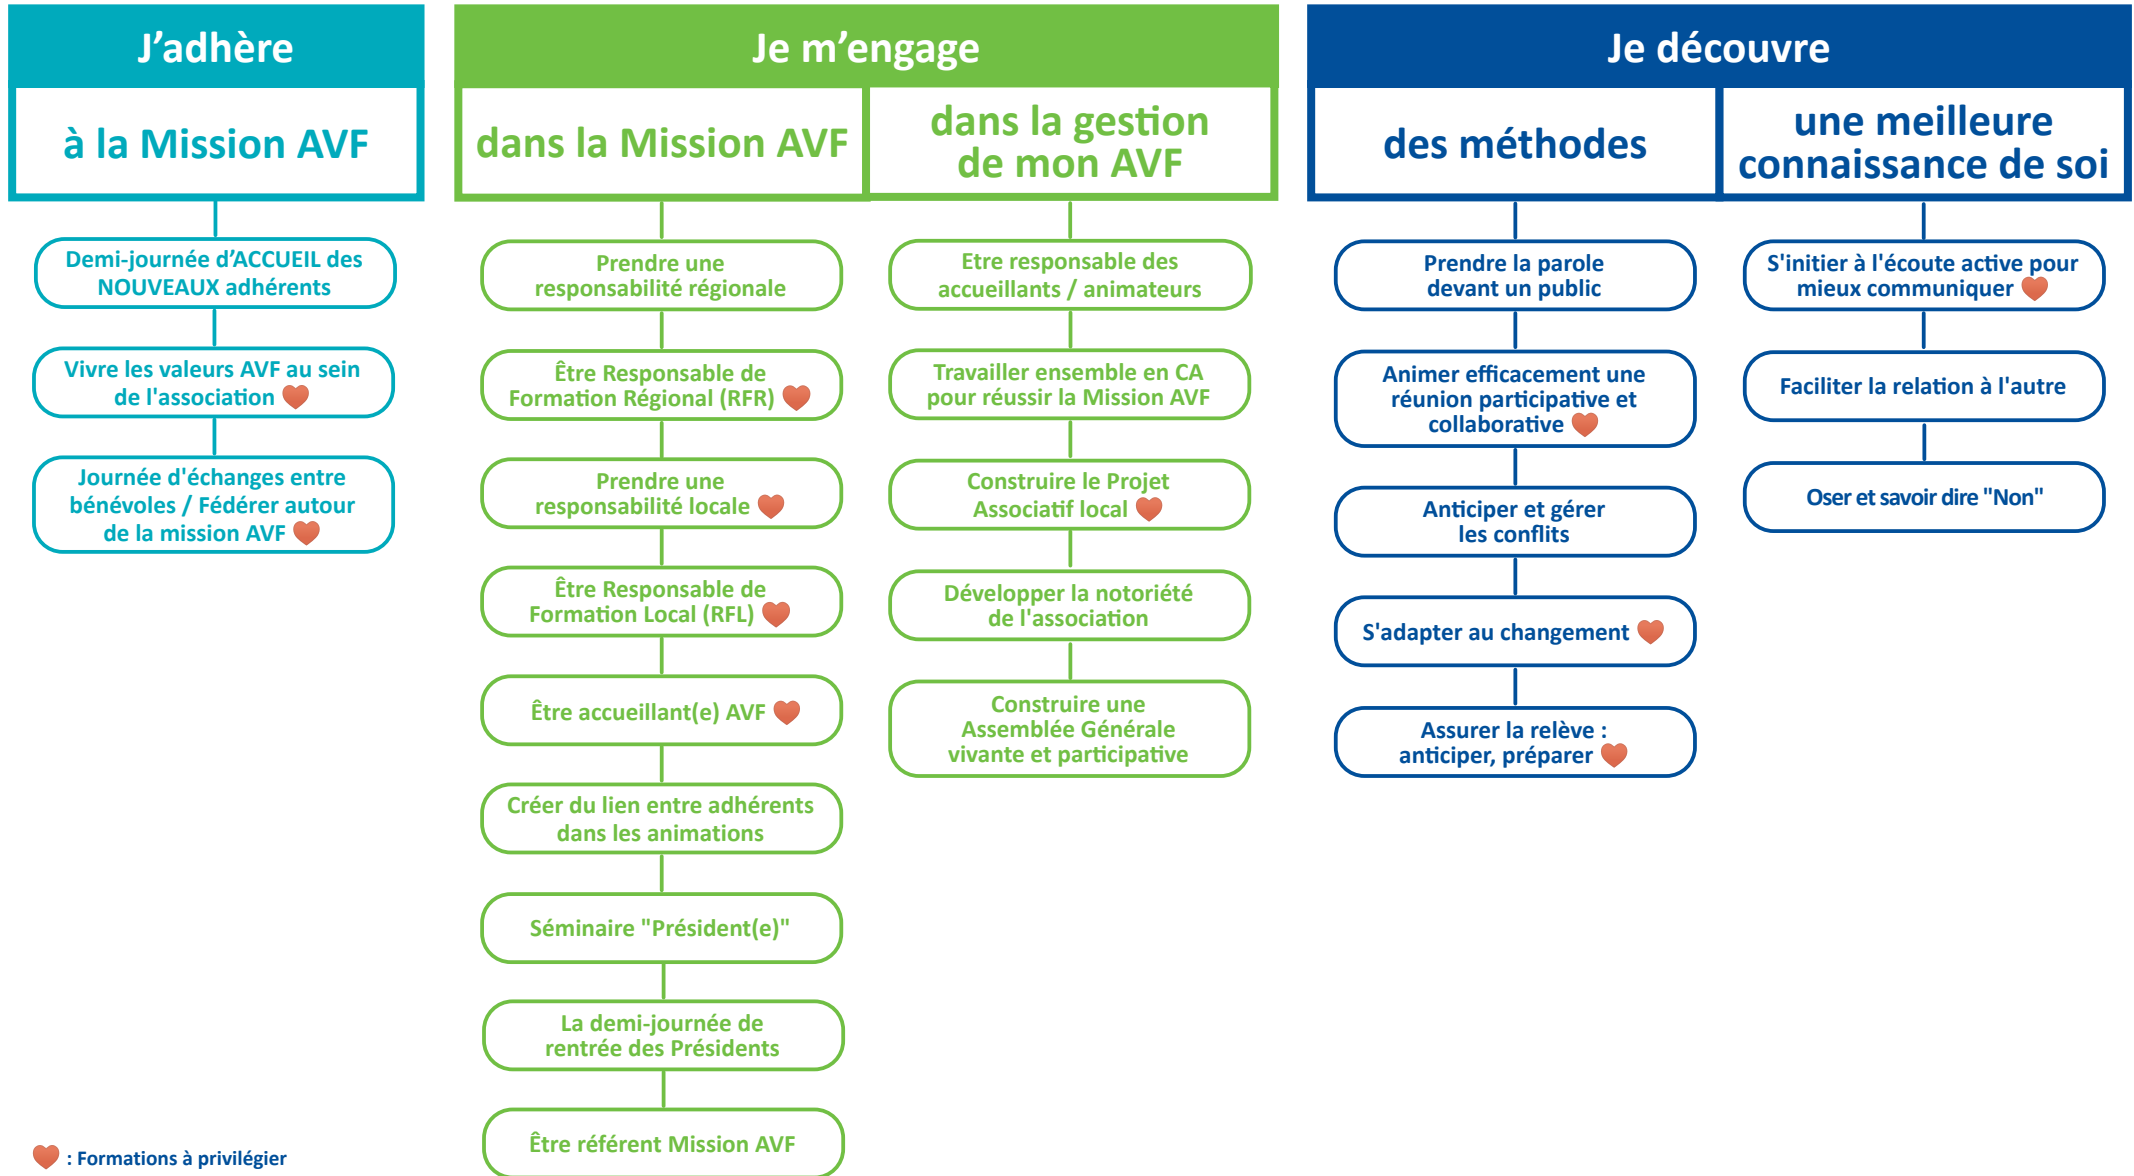 J’adhère
à la Mission AVF
Demi-journée d’ACCUEIL des
NOUVEAUX adhérents
Vivre les valeurs AVF au sein
de l'association
Journée d'échanges entre
bénévoles / Fédérer autour
de la mission AVF
Je m’engage
dans la Mission AVF
Prendre une
responsabilité régionale
Être Responsable de
Formation Régional (RFR)
Prendre une
responsabilité locale
Être Responsable de
Formation Local (RFL)
Être accueillant(e) AVF
Créer du lien entre adhérents
dans les animations
Séminaire "Président(e)"
La demi-journée de
rentrée des Présidents
Être référent Mission AVF
dans la gestion
de mon AVF
Etre responsable des
accueillants / animateurs
Travailler ensemble en CA
pour réussir la Mission AVF
Construire le Projet
Associatif local
Développer la notoriété
de l'association
Construire une
Assemblée Générale
vivante et participative
Je découvre
des méthodes
Prendre la parole
devant un public
Animer efficacement une
réunion participative et
collaborative
Anticiper et gérer
les conflits
S'adapter au changement
Assurer la relève :
anticiper, préparer
une meilleure
connaissance de soi
S'initier à l'écoute active pour
mieux communiquer
Faciliter la relation à l'autre
Oser et savoir dire "Non"
: Formations à privilégier